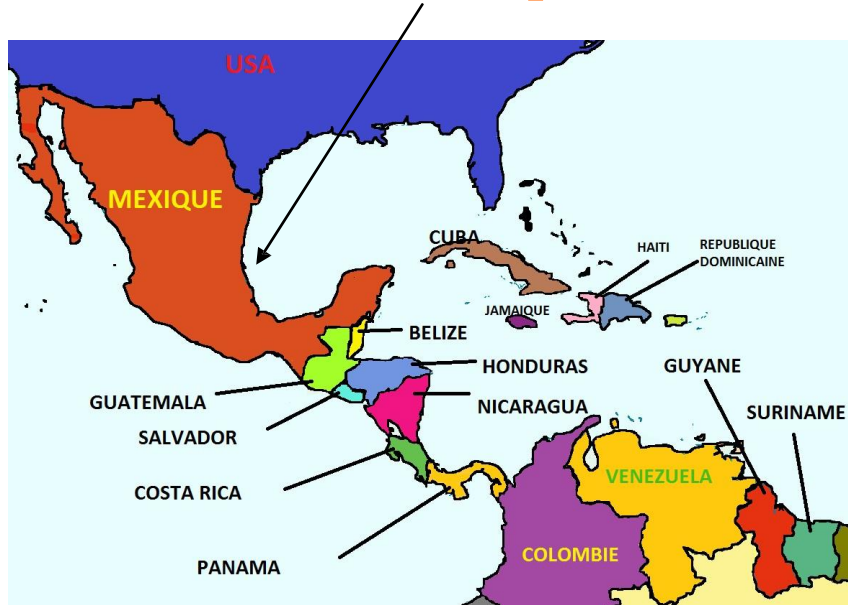 USA
MEXIQUE
CUBA
HAITI
REPUBLIQUE
DOMINICAINE
JAMAIQUE
BELIZE
HONDURAS
GUYANE
GUATEMALA
NICARAGUA
SURINAME
SALVADOR
VENEZUELA
COSTA RICA
COLOMBIE
PANAMA